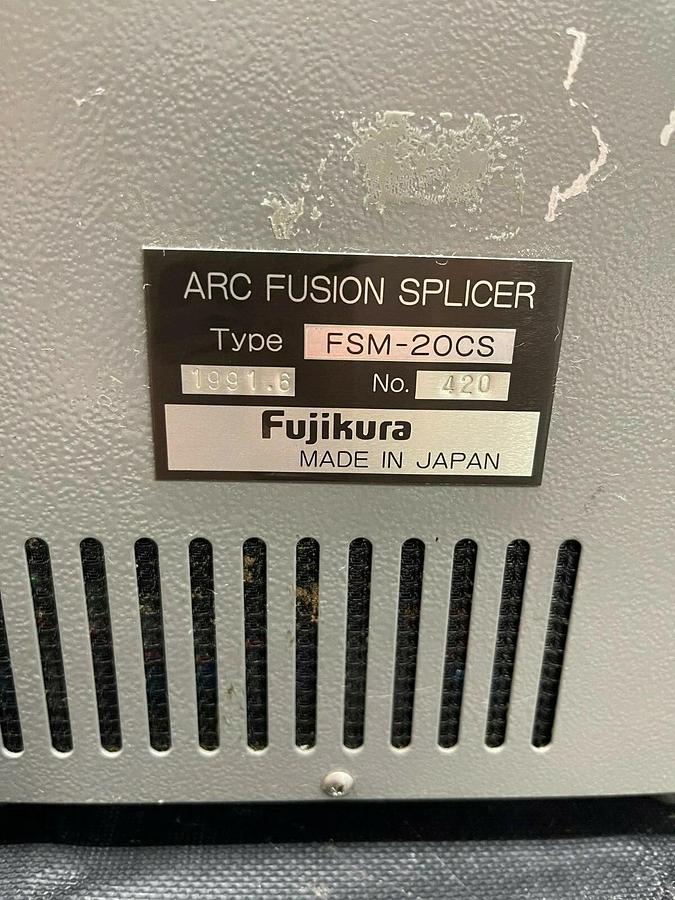 ARC FUSION SPLICER
Type FSM-20CS
1991.6 No. 420
Fujikura
MADE IN JAPAN